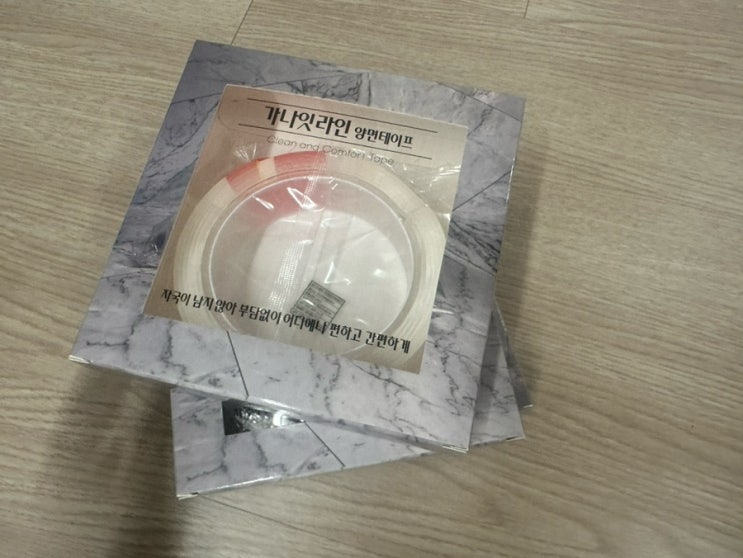 가나잇라인 양면테이프
Clean and Comfort Tape
자국이 남지 않아 부담없이 어디에나 편하고 간편하게